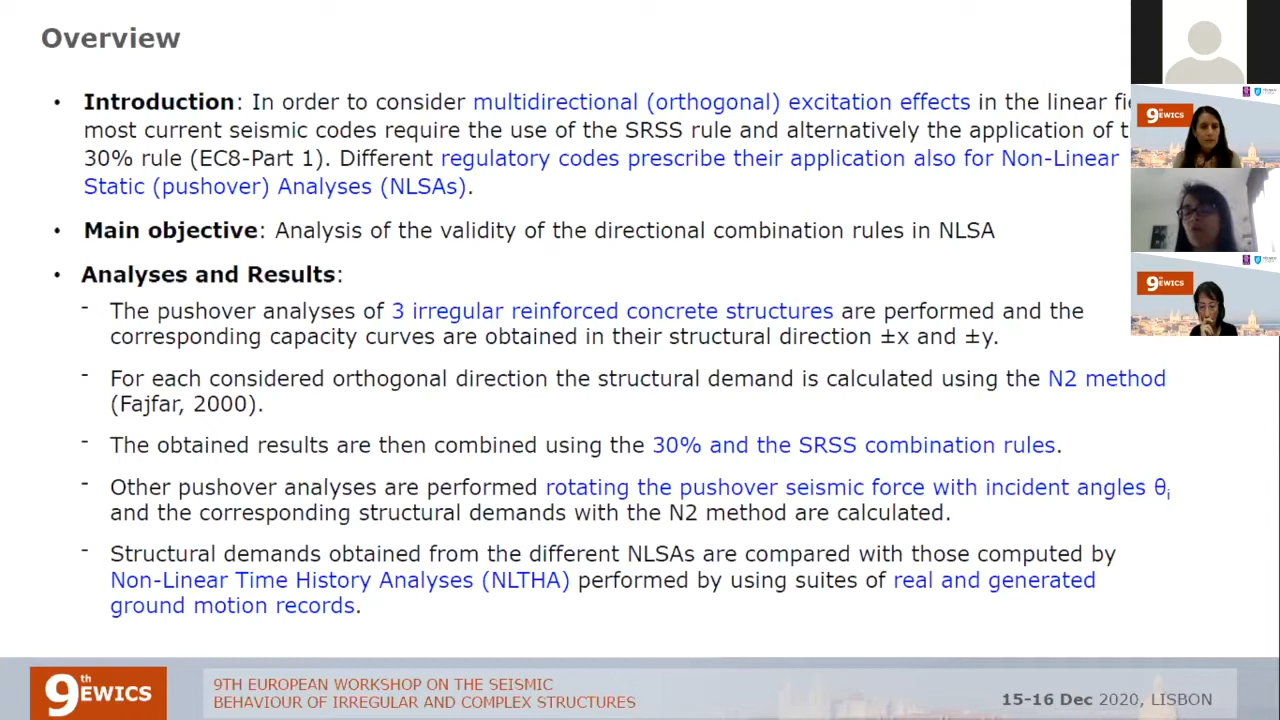 Overview
• Introduction: In order to consider multidirectional (orthogonal) excitation effects in the linear
most current seismic codes require the use of the SRSS rule and alternatively the application of
30% rule (EC8-Part 1). Different regulatory codes prescribe their application also for Non-Linear
Static (pushover) Analyses (NLSAs).
• Main objective: Analysis of the validity of the directional combination rules in NLSA
• Analyses and Results:
- The pushover analyses of 3 irregular reinforced concrete structures are performed and the
corresponding capacity curves are obtained in their structural direction ±x and ±y.
- For each considered orthogonal direction the structural demand is calculated using the N2 method
(Fajfar, 2000).
- The obtained results are then combined using the 30% and the SRSS combination rules.
- Other pushover analyses are performed rotating the pushover seismic force with incident angles θi
and the corresponding structural demands with the N2 method are calculated.
- Structural demands obtained from the different NLSAs are compared with those computed by
Non-Linear Time History Analyses (NLTHA) performed by using suites of real and generated
ground motion records.
9th EWICS
9 EWICS
9th EWICS
9TH EUROPEAN WORKSHOP ON THE SEISMIC
BEHAVIOUR OF IRREGULAR AND COMPLEX STRUCTURES
15-16 Dec 2020, LISBON